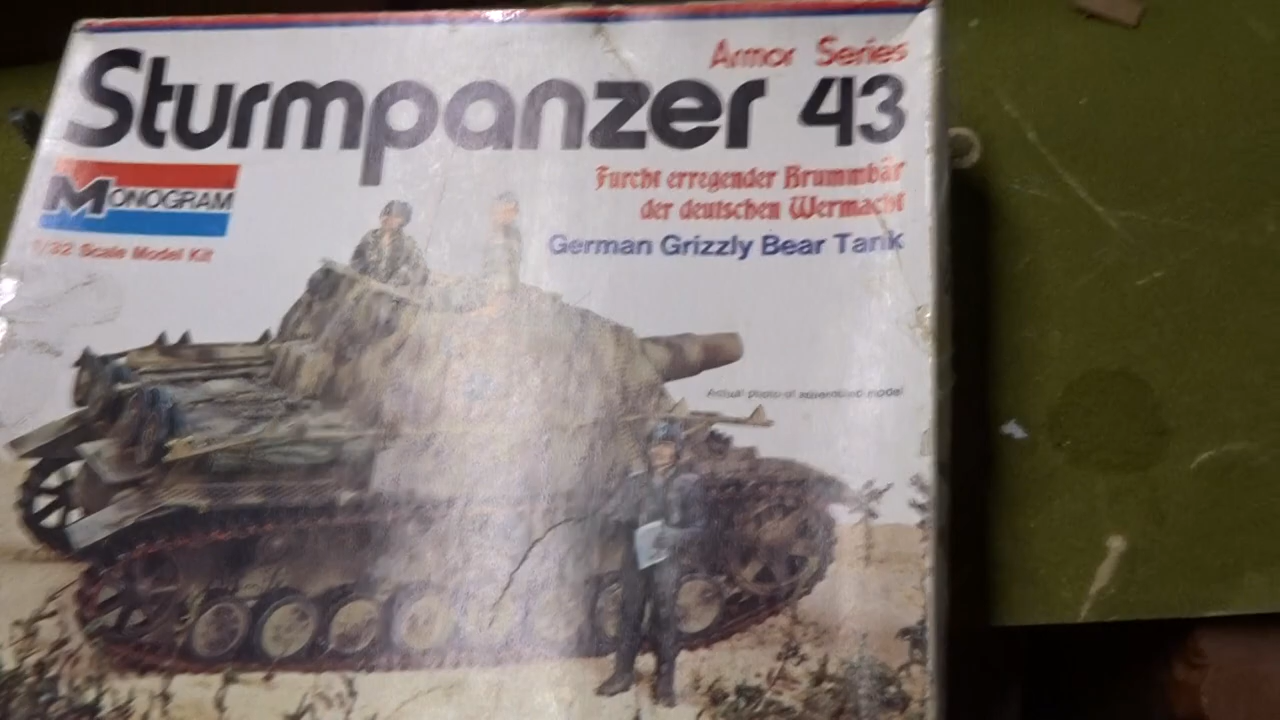 Armor Series
Sturmpanzer 43
MONOGRAM
1/32 Scale Model Kit
Furcht erregender Brummbär
der deutschen Wermacht
German Grizzly Bear Tank
Actual photo of assembled model